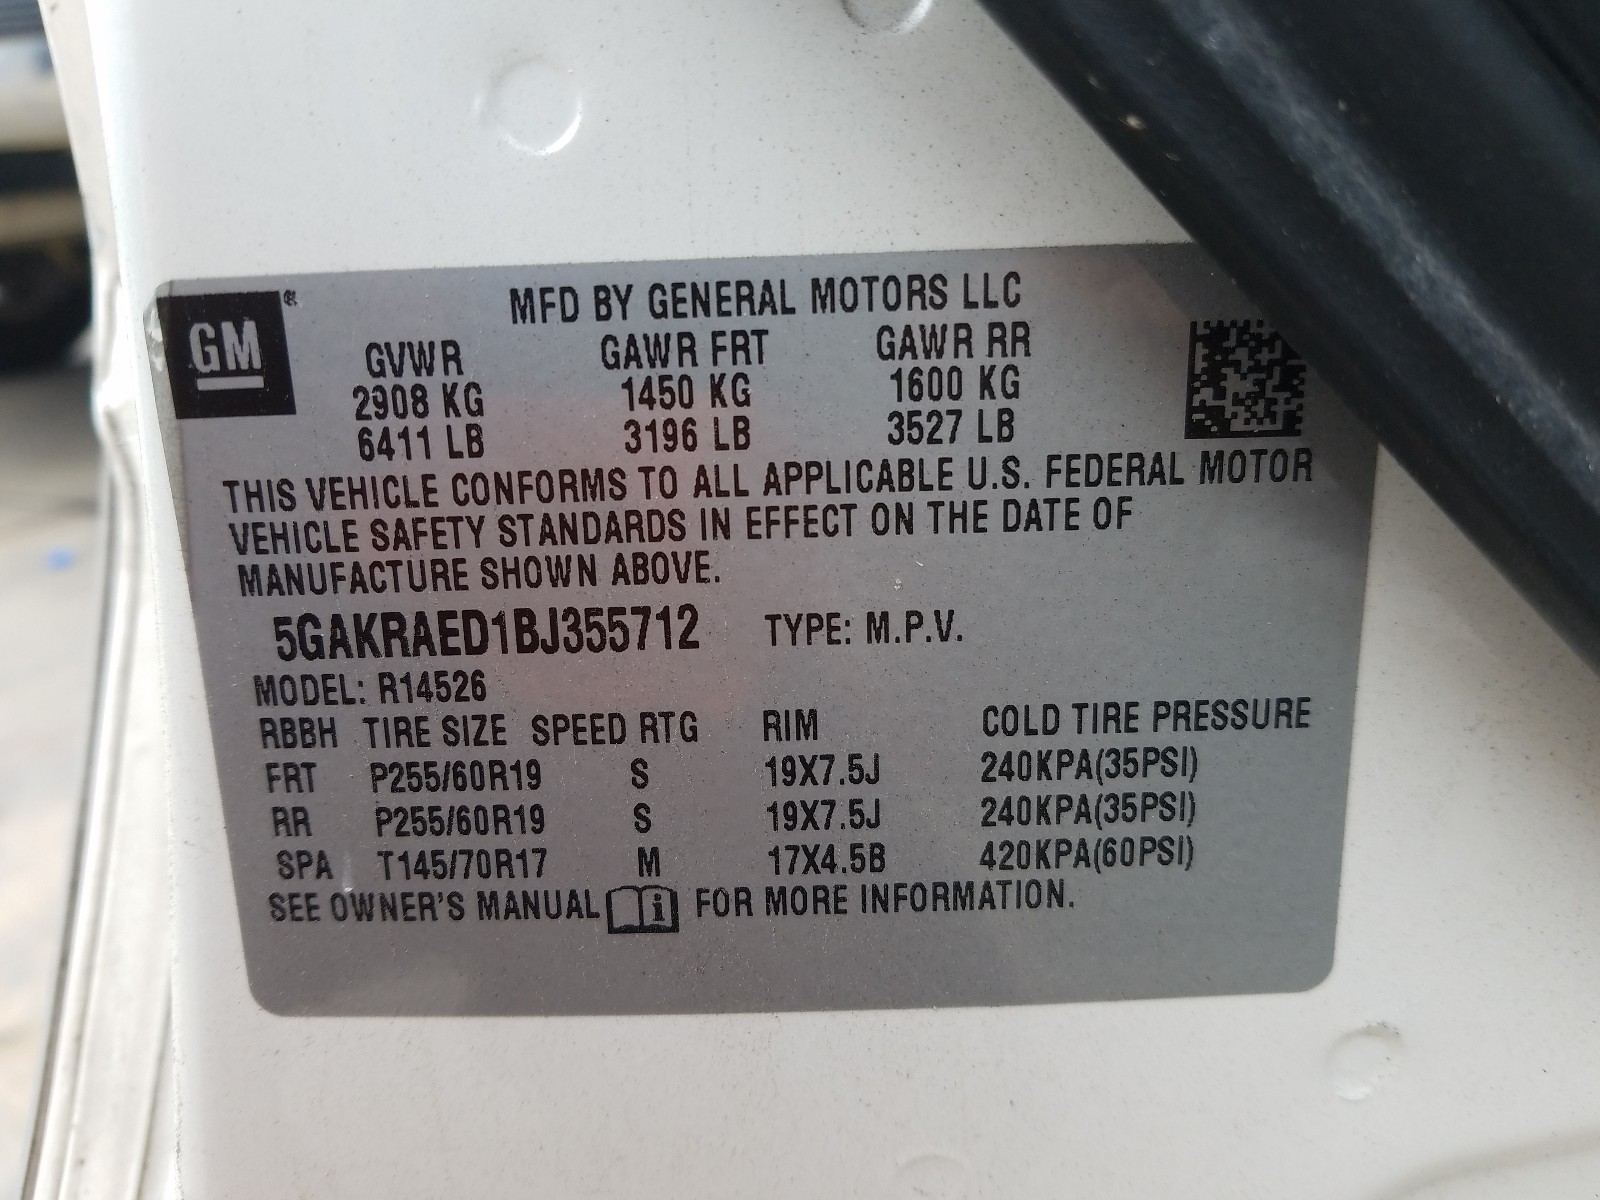 MFD BY GENERAL MOTORS LLC
GM ®
GVWR GAWR FRT GAWR RR
2908 KG 1450 KG 1600 KG
6411 LB 3196 LB 3527 LB
THIS VEHICLE CONFORMS TO ALL APPLICABLE U.S. FEDERAL MOTOR
VEHICLE SAFETY STANDARDS IN EFFECT ON THE DATE OF
MANUFACTURE SHOWN ABOVE.
5GAKRAED1BJ355712 TYPE: M.P.V.
MODEL: R14526
RBBH TIRE SIZE SPEED RTG RIM COLD TIRE PRESSURE
FRT P255/60R19 S 19X7.5J 240KPA(35PSI)
RR P255/60R19 S 19X7.5J 240KPA(35PSI)
SPA T145/70R17 M 17X4.5B 420KPA(60PSI)
SEE OWNER'S MANUAL i FOR MORE INFORMATION.